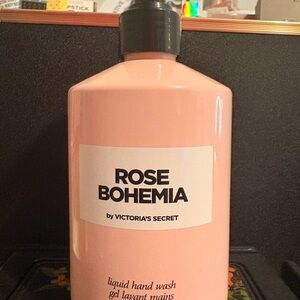 ROSE
BOHEMIA
by VICTORIA'S SECRET
liquid hand wash
gel lavant mains